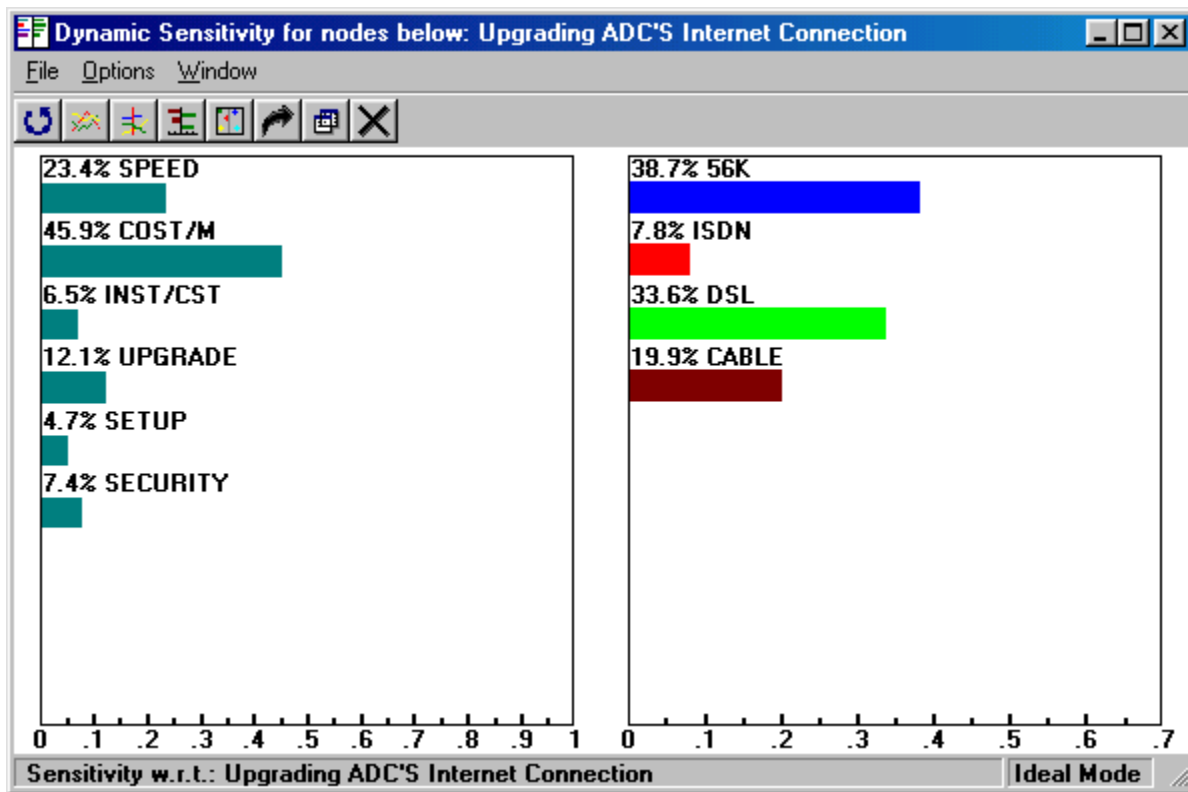 Dynamic Sensitivity for nodes below: Upgrading ADC'S Internet Connection
File Options Window
23.4% SPEED
45.9% COST/M
6.5% INST/CST
12.1% UPGRADE
4.7% SETUP
7.4% SECURITY
0 .1 .2 .3 .4 .5 .6 .7 .8 .9 1
38.7% 56K
7.8% ISDN
33.6% DSL
19.9% CABLE
0 .1 .2 .3 .4 .5 .6 .7
Sensitivity w.r.t.: Upgrading ADC'S Internet Connection
Ideal Mode